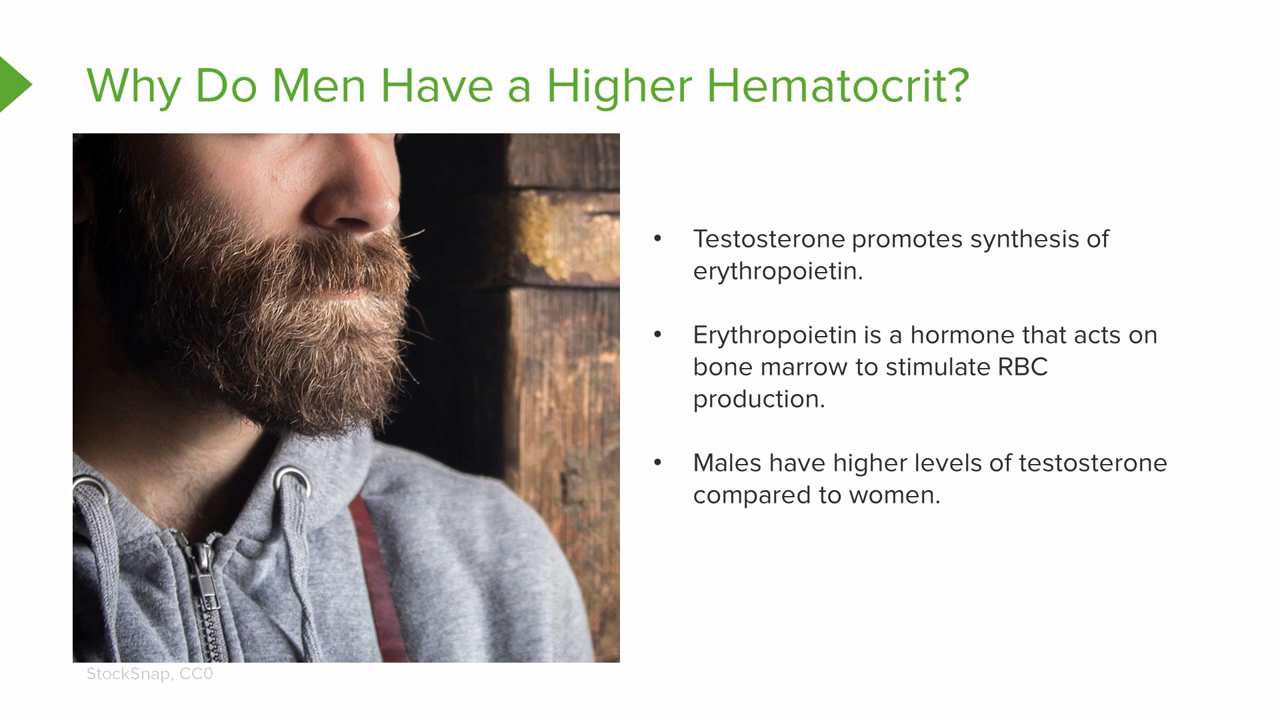 Why Do Men Have a Higher Hematocrit?
• Testosterone promotes synthesis of
erythropoietin.
• Erythropoietin is a hormone that acts on
bone marrow to stimulate RBC
production.
• Males have higher levels of testosterone
compared to women.
StockSnap, CC0